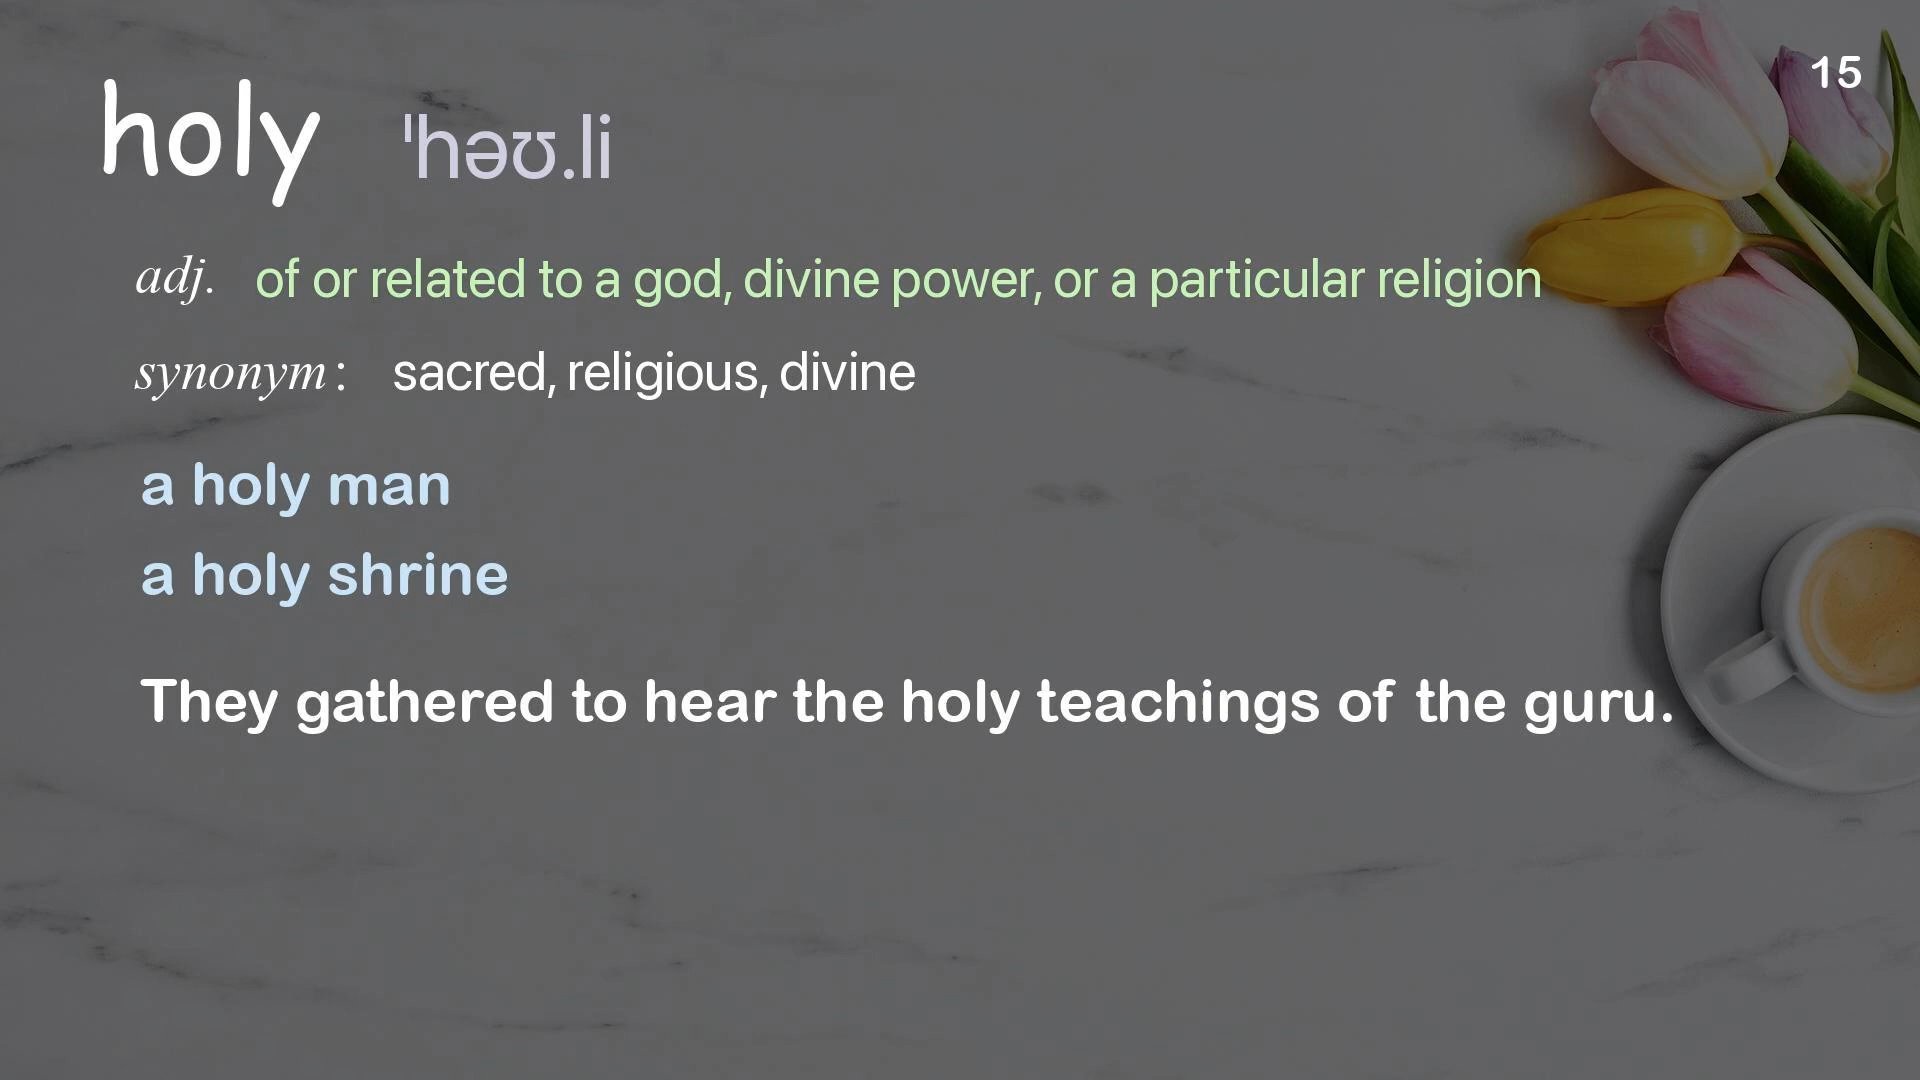 15
holy ˈhəʊ.li
adj. of or related to a god, divine power, or a particular religion
synonym : sacred, religious, divine
a holy man
a holy shrine
They gathered to hear the holy teachings of the guru.